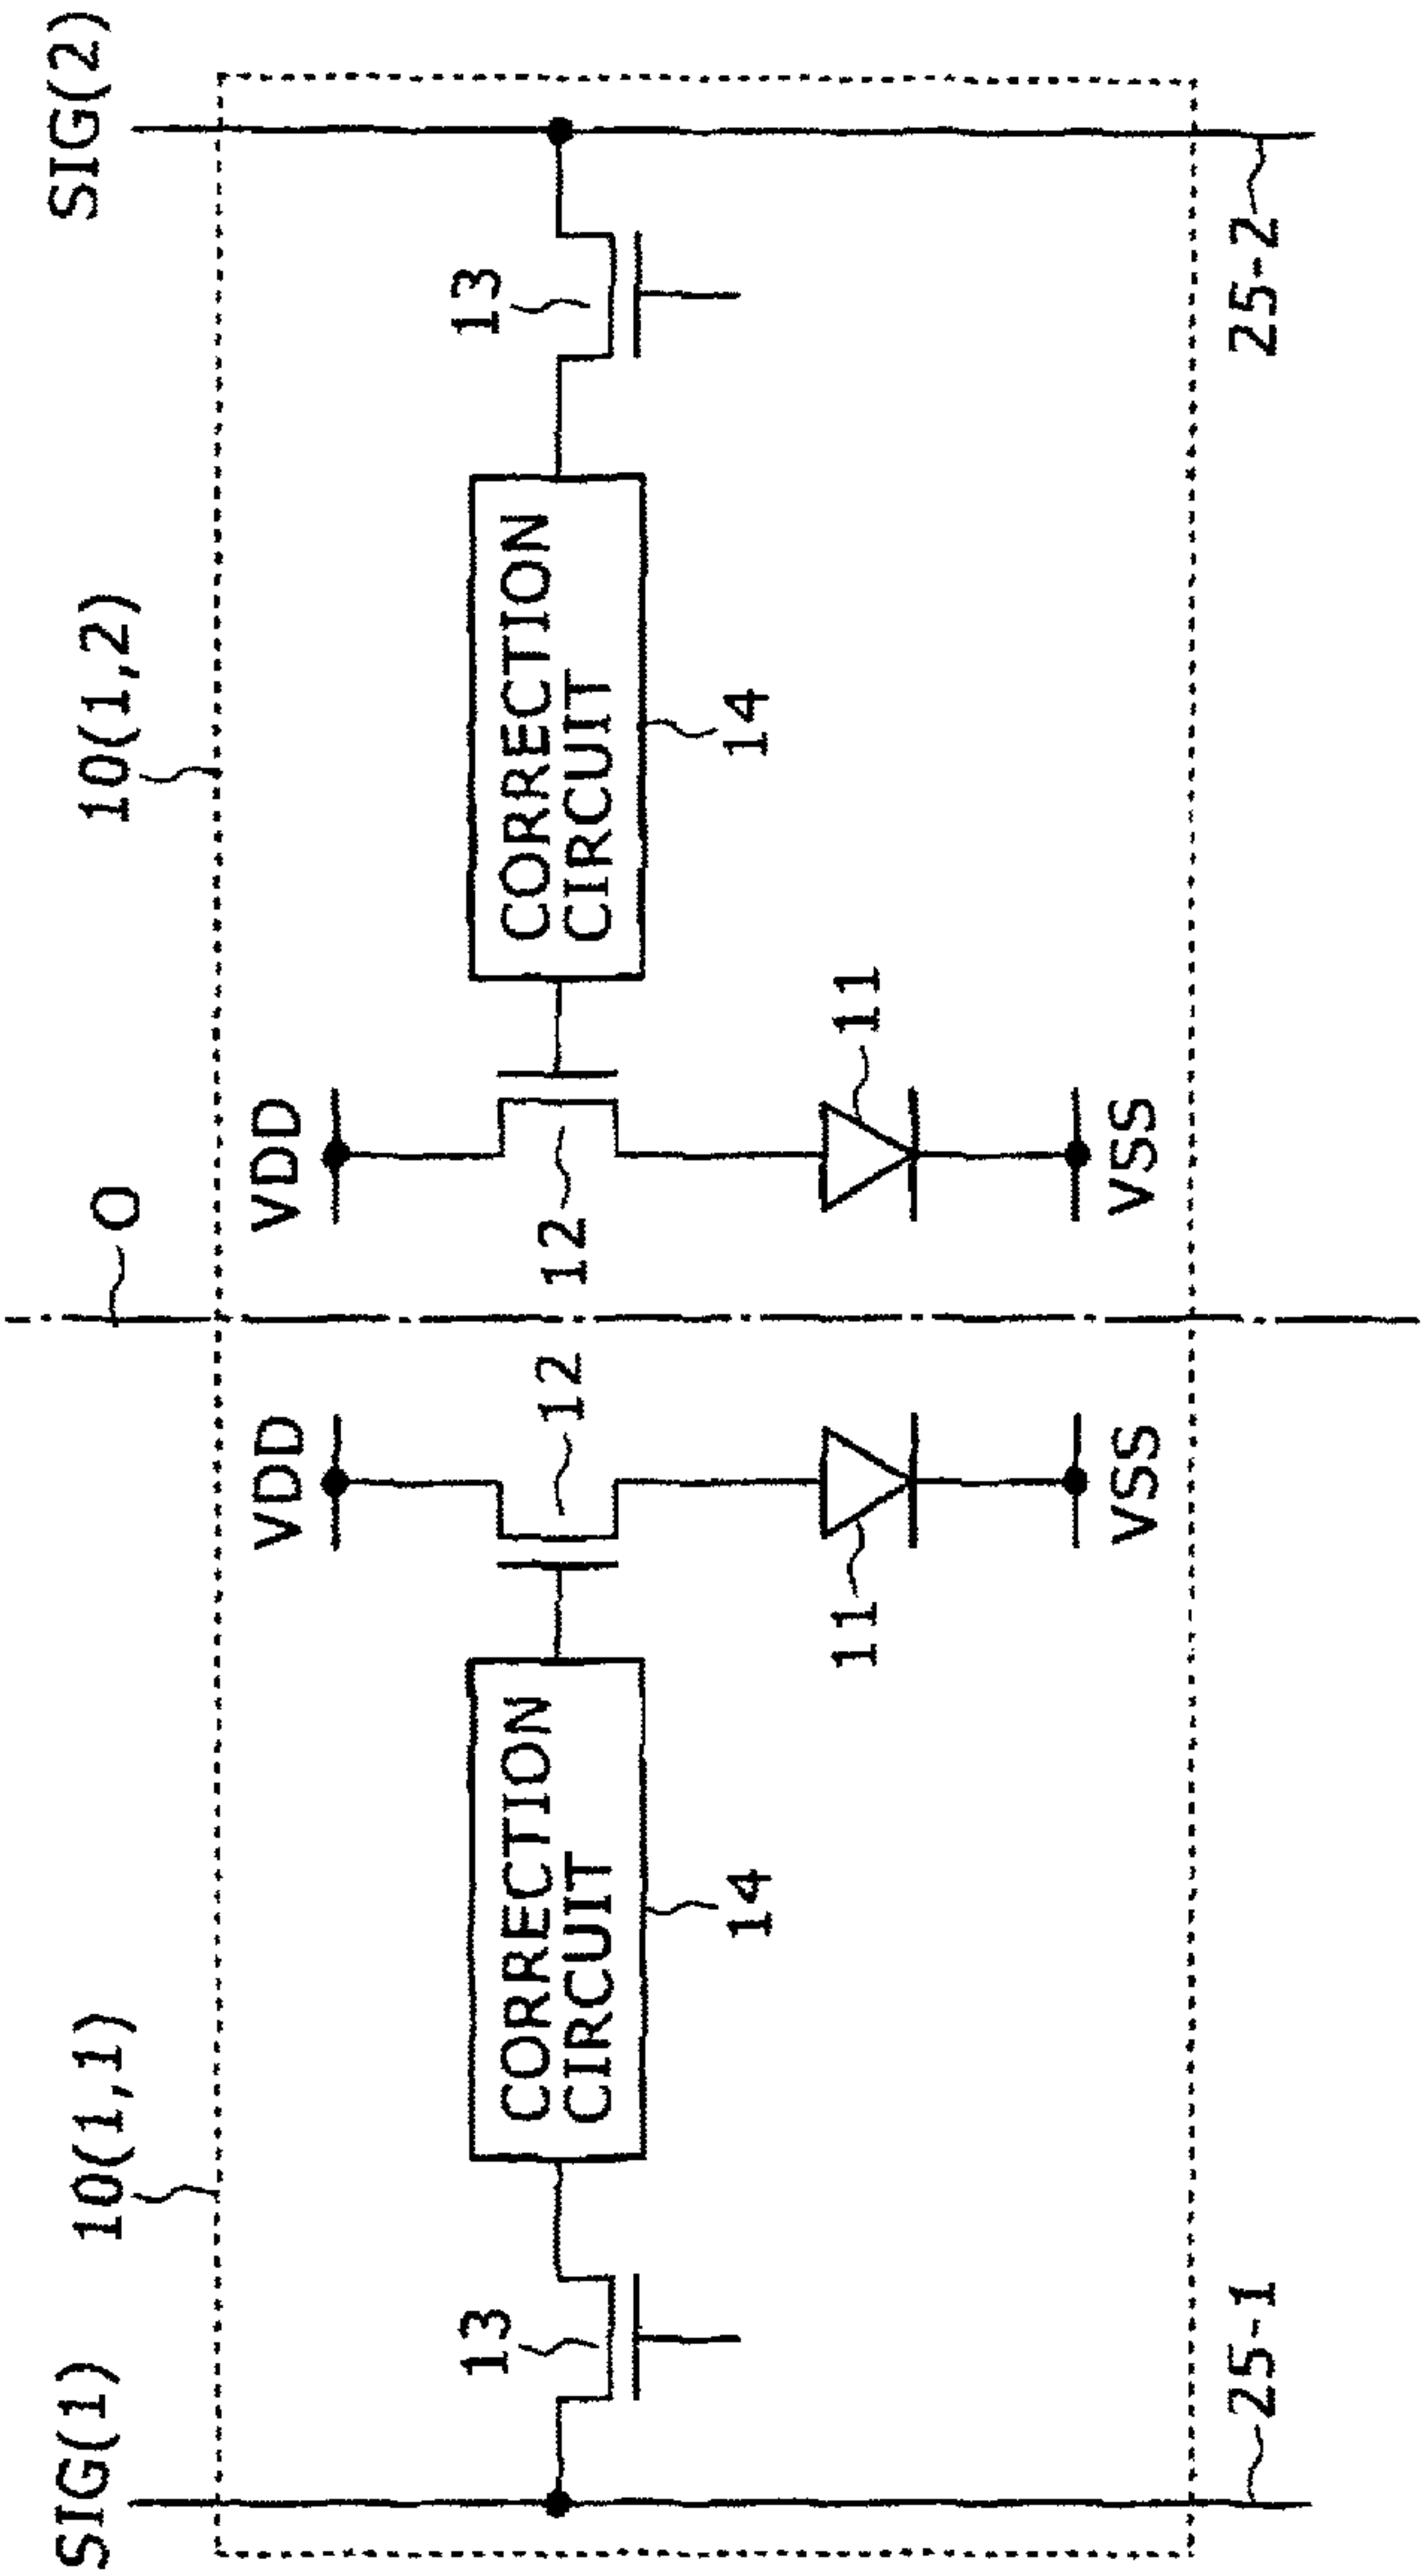 SIG(1)
10(1,1)
O
10(1,2)
SIG(2)
VDD
VDD
13
12
12
13
CORRECTION
CIRCUIT
CORRECTION
CIRCUIT
14
14
11
11
VSS
VSS
25-1
25-2